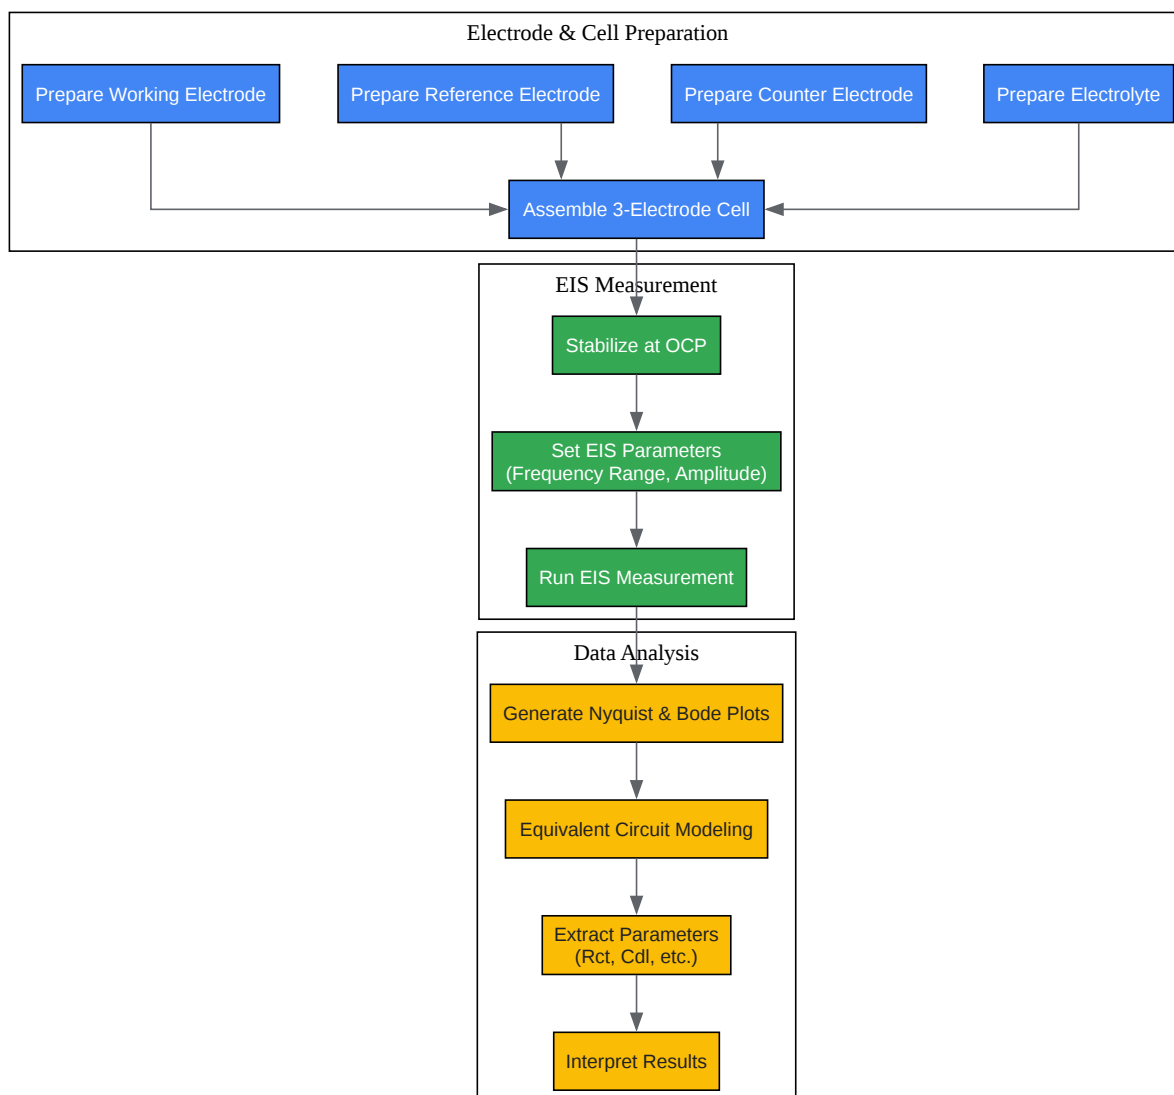 Electrode & Cell Preparation
Prepare Working Electrode
Prepare Reference Electrode
Prepare Counter Electrode
Prepare Electrolyte
Assemble 3-Electrode Cell
EIS Measurement
Stabilize at OCP
Set EIS Parameters
(Frequency Range, Amplitude)
Run EIS Measurement
Data Analysis
Generate Nyquist & Bode Plots
Equivalent Circuit Modeling
Extract Parameters
(Rct, Cdl, etc.)
Interpret Results